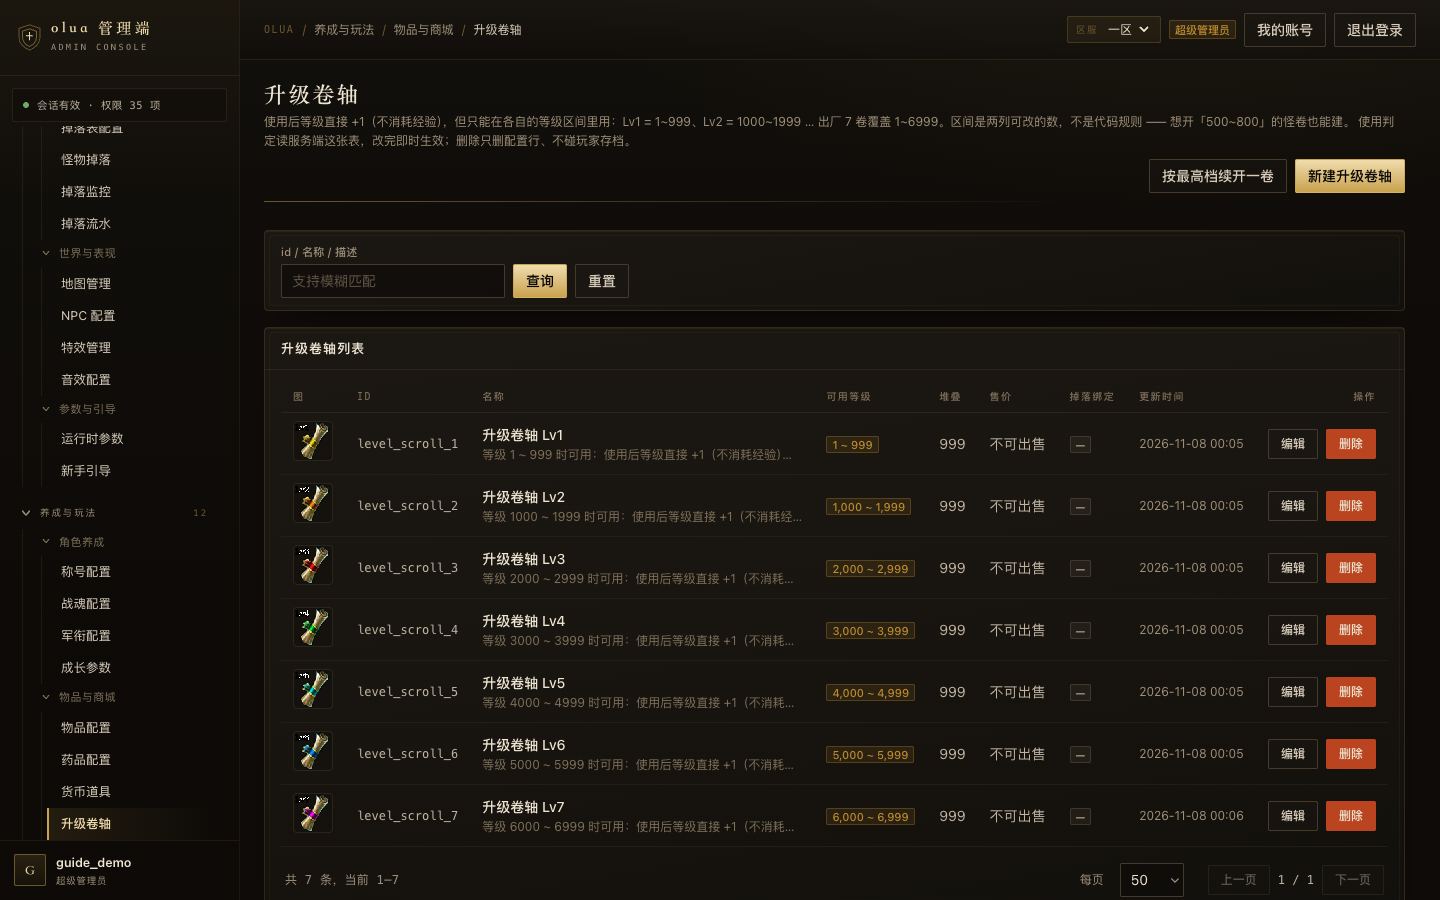 olua 管理端
ADMIN CONSOLE
会话有效 · 权限 35 项
掉落表配置
怪物掉落
掉落监控
掉落流水
世界与表现
地图管理
NPC 配置
特效管理
音效配置
参数与引导
运行时参数
新手引导
养成与玩法 12
角色养成
称号配置
战魂配置
军衔配置
成长参数
物品与商城
物品配置
药品配置
货币道具
升级卷轴
G guide_demo
超级管理员
OLUA / 养成与玩法 / 物品与商城 / 升级卷轴
区服 一区 超级管理员 我的账号 退出登录
升级卷轴
使用后等级直接 +1（不消耗经验），但只能在各自的等级区间里用：Lv1 = 1~999、Lv2 = 1000~1999 … 出厂 7 卷覆盖 1~6999。区间是两列可改的数，不是代码规则 —— 想开「500~800」的怪卷也能建。 使用判
定读服务端这张表，改完即时生效；删除只删配置行、不碰玩家存档。
按最高档续开一卷 新建升级卷轴
id / 名称 / 描述
支持模糊匹配 查询 重置
升级卷轴列表
图 ID 名称 可用等级 堆叠 售价 掉落绑定 更新时间 操作
level_scroll_1 升级卷轴 Lv1 1 ~ 999 999 不可出售 — 2026-11-08 00:05 编辑 删除
等级 1 ~ 999 时可用：使用后等级直接 +1（不消耗经验）…
level_scroll_2 升级卷轴 Lv2 1,000 ~ 1,999 999 不可出售 — 2026-11-08 00:05 编辑 删除
等级 1000 ~ 1999 时可用：使用后等级直接 +1（不消耗经…
level_scroll_3 升级卷轴 Lv3 2,000 ~ 2,999 999 不可出售 — 2026-11-08 00:05 编辑 删除
等级 2000 ~ 2999 时可用：使用后等级直接 +1（不消耗…
level_scroll_4 升级卷轴 Lv4 3,000 ~ 3,999 999 不可出售 — 2026-11-08 00:05 编辑 删除
等级 3000 ~ 3999 时可用：使用后等级直接 +1（不消耗…
level_scroll_5 升级卷轴 Lv5 4,000 ~ 4,999 999 不可出售 — 2026-11-08 00:05 编辑 删除
等级 4000 ~ 4999 时可用：使用后等级直接 +1（不消耗…
level_scroll_6 升级卷轴 Lv6 5,000 ~ 5,999 999 不可出售 — 2026-11-08 00:05 编辑 删除
等级 5000 ~ 5999 时可用：使用后等级直接 +1（不消耗…
level_scroll_7 升级卷轴 Lv7 6,000 ~ 6,999 999 不可出售 — 2026-11-08 00:06 编辑 删除
等级 6000 ~ 6999 时可用：使用后等级直接 +1（不消耗…
共 7 条，当前 1–7 每页 50 上一页 1 / 1 下一页